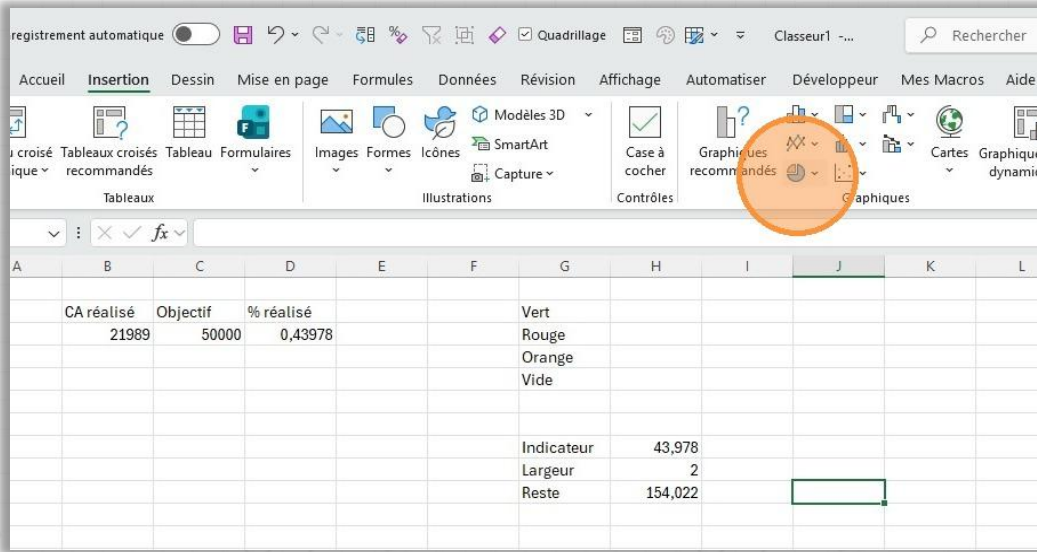 registrement automatique Quadrillage Classeur1 -... Rechercher
Accueil Insertion Dessin Mise en page Formules Données Révision Affichage Automatiser Développeur Mes Macros Aide
croisé Tableaux croisés Tableau Formulaires Images Formes Icônes Modèles 3D Case à Graphiques Cartes Graphique
ique recommandés SmartArt cocher recommandés dynami
Capture
Tableaux Illustrations Contrôles Graphiques
fx
A B C D E F G H I J K L
CA réalisé Objectif % réalisé Vert
21989 50000 0,43978 Rouge
Orange
Vide
Indicateur 43,978
Largeur 2
Reste 154,022